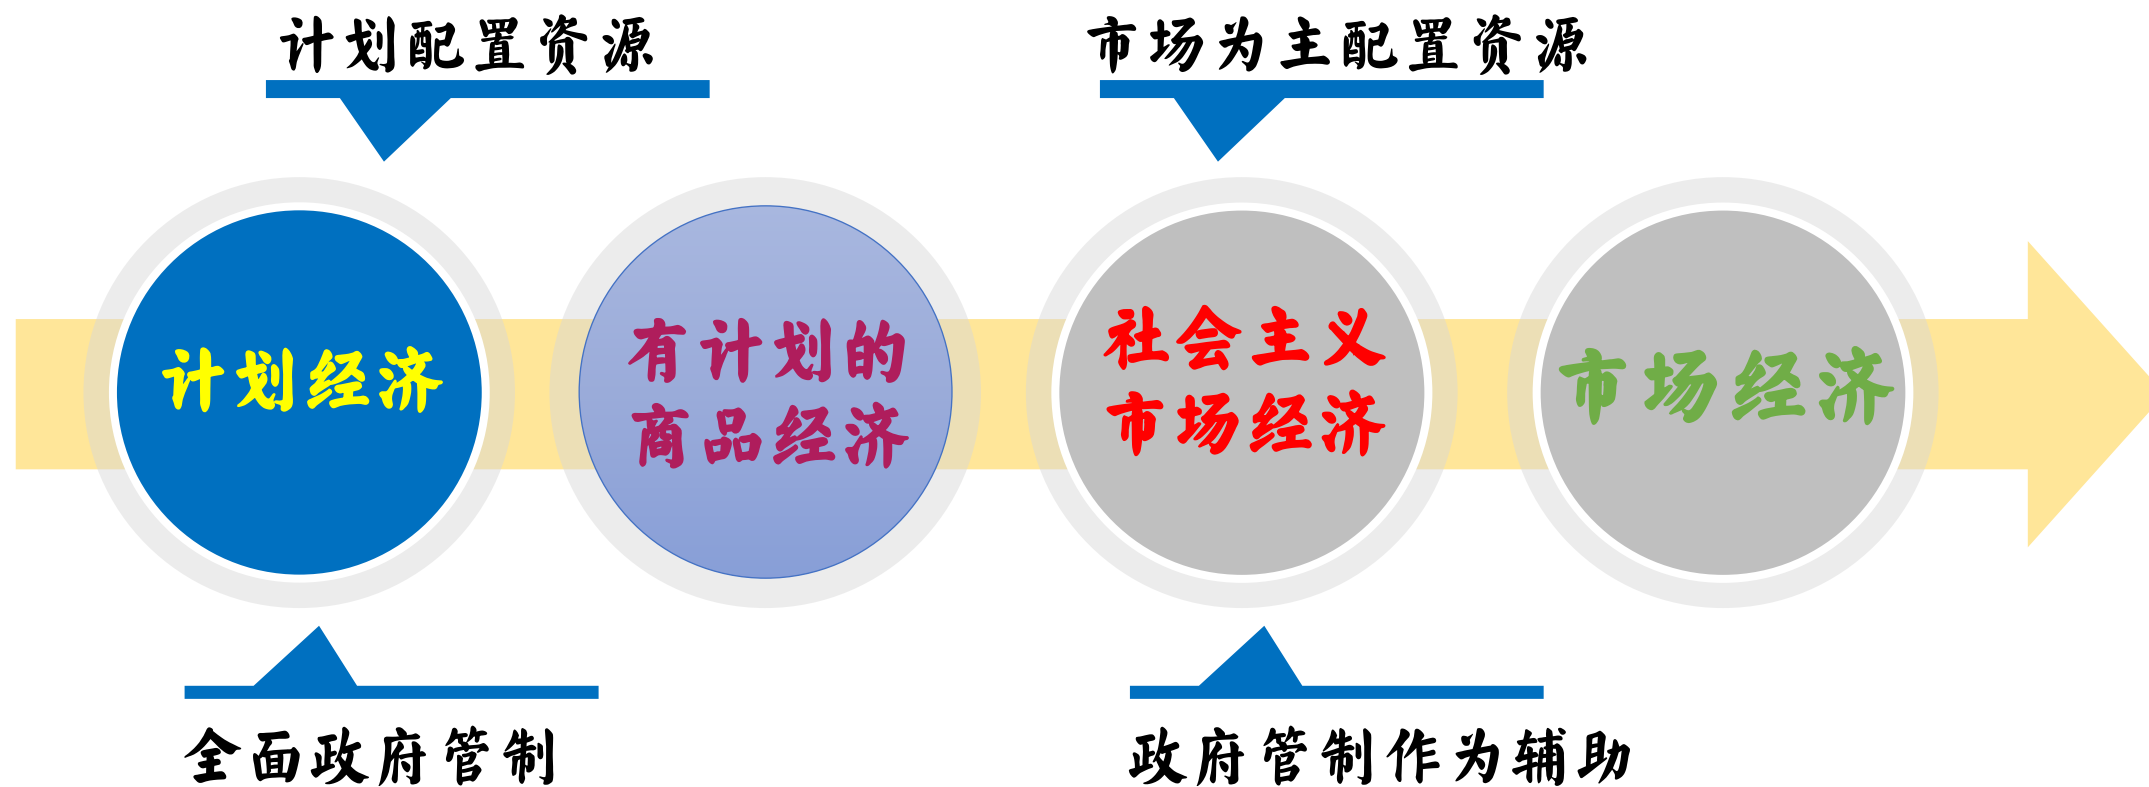 计划配置资源
市场为主配置资源
计划经济
有计划的
商品经济
社会主义
市场经济
市场经济
全面政府管制
政府管制作为辅助